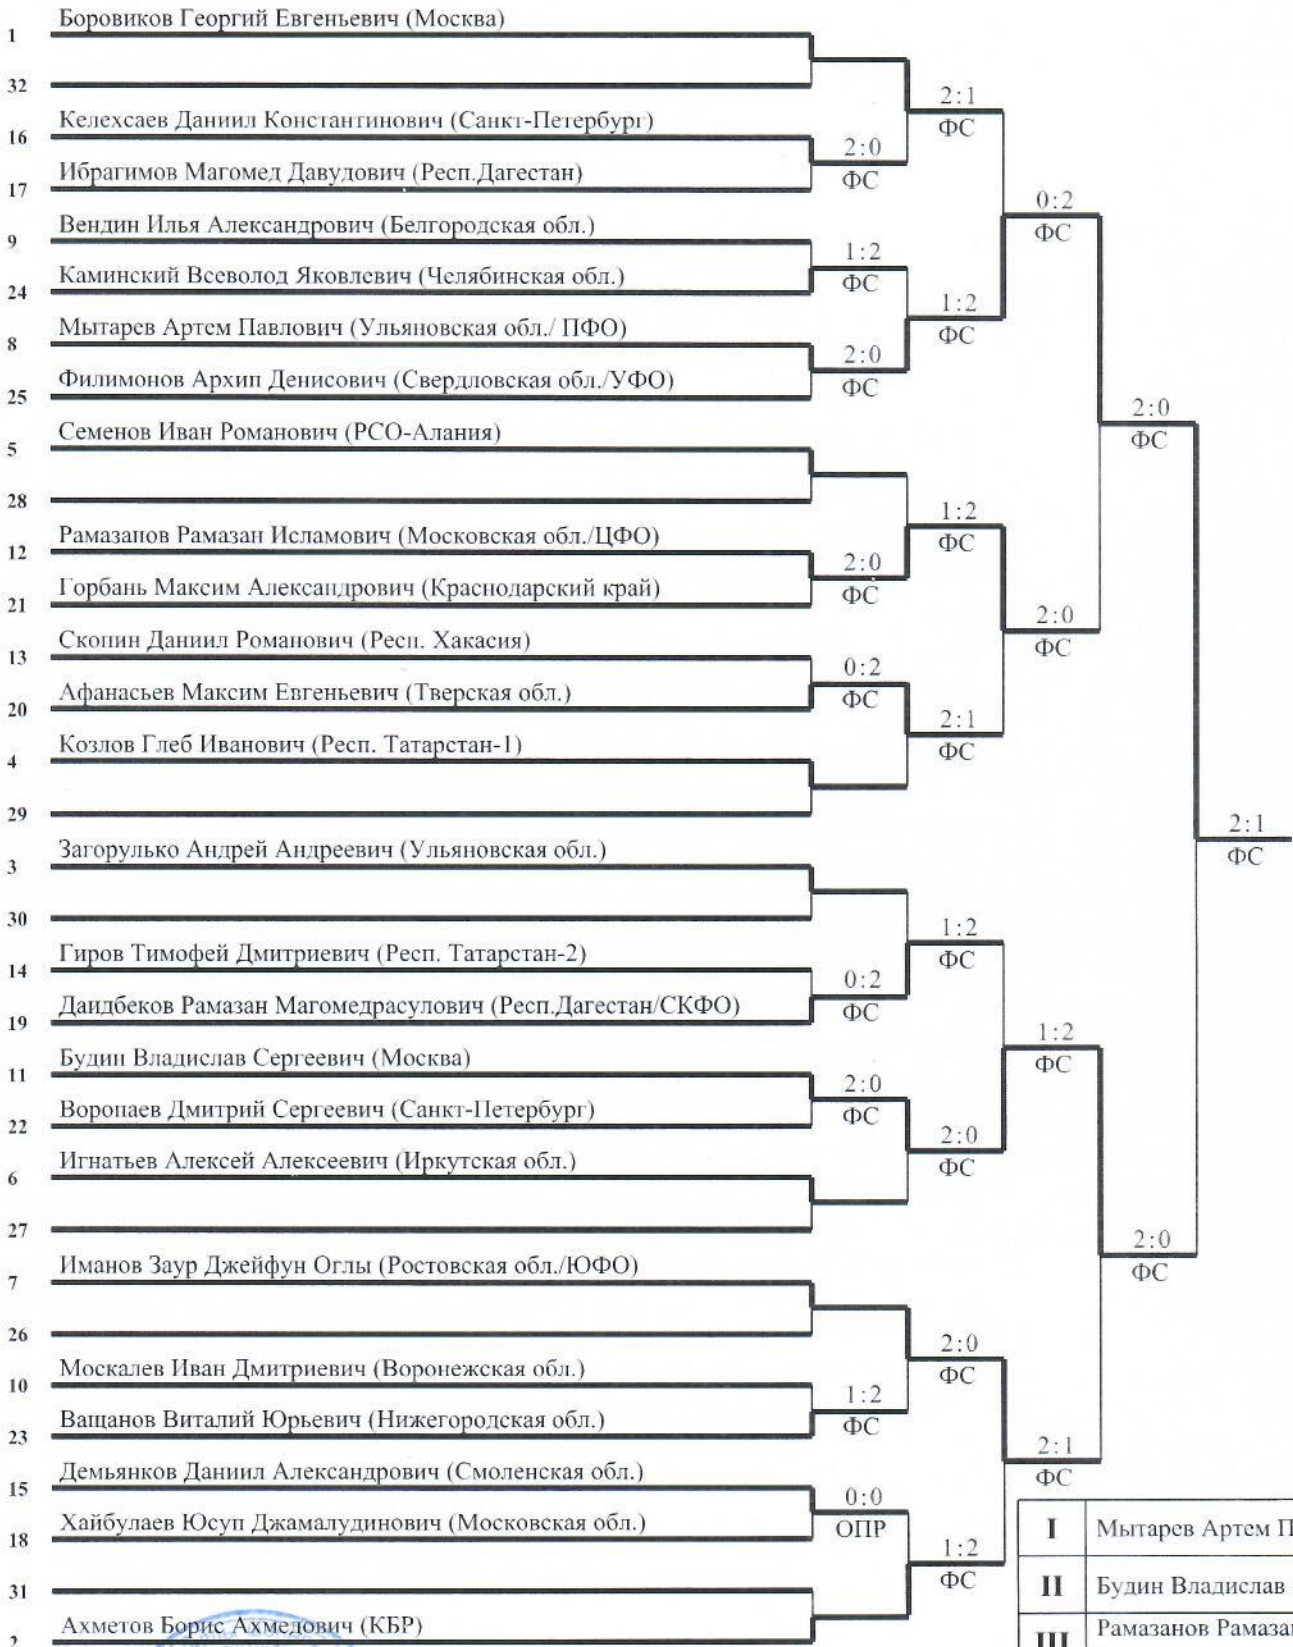 Боровиков Георгий Евгеньевич (Москва)
1
32
2:1
ФС
Келехсаев Даниил Константинович (Санкт-Петербург)
16
2:0
ФС
Ибрагимов Магомед Давудович (Респ.Дагестан)
17
0:2
ФС
Вендин Илья Александрович (Белгородская обл.)
9
1:2
ФС
Каминский Всеволод Яковлевич (Челябинская обл.)
24
1:2
ФС
Мытарев Артем Павлович (Ульяновская обл./ ПФО)
8
2:0
ФС
Филимонов Архип Денисович (Свердловская обл./УФО)
25
2:0
ФС
Семенов Иван Романович (РСО-Алания)
5
28
1:2
ФС
Рамазанов Рамазан Исламович (Московская обл./ЦФО)
12
2:0
ФС
Горбань Максим Александрович (Краснодарский край)
21
2:0
ФС
Скопин Даниил Романович (Респ. Хакасия)
13
0:2
ФС
Афанасьев Максим Евгеньевич (Тверская обл.)
20
2:1
ФС
Козлов Глеб Иванович (Респ. Татарстан-1)
4
29
2:1
ФС
Загорулько Андрей Андреевич (Ульяновская обл.)
3
30
1:2
ФС
Гиров Тимофей Дмитриевич (Респ. Татарстан-2)
14
0:2
ФС
Даидбеков Рамазан Магомедрасулович (Респ.Дагестан/СКФО)
19
1:2
ФС
Будин Владислав Сергеевич (Москва)
11
2:0
ФС
Воропаев Дмитрий Сергеевич (Санкт-Петербург)
22
2:0
ФС
Игнатьев Алексей Алексеевич (Иркутская обл.)
6
27
2:0
ФС
Иманов Заур Джейфун Оглы (Ростовская обл./ЮФО)
7
26
2:0
ФС
Москалев Иван Дмитриевич (Воронежская обл.)
10
1:2
ФС
Ващанов Виталий Юрьевич (Нижегородская обл.)
23
2:1
ФС
Демьянков Даниил Александрович (Смоленская обл.)
15
0:0
ОПР
Хайбулаев Юсуп Джамалудинович (Московская обл.)
18
1:2
ФС
31
Ахметов Борис Ахмедович (КБР)
2
I Мытарев Артем П
II Будин Владислав
III Рамазанов Рамазан